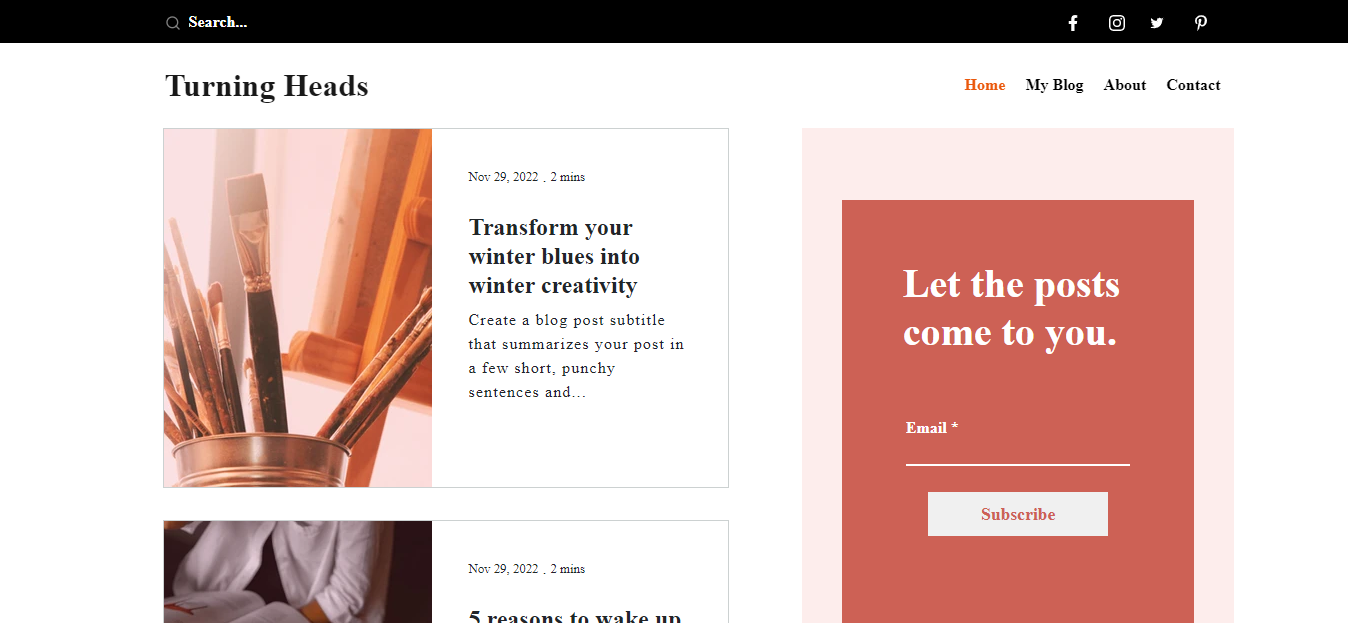 Search...
Turning Heads
Home My Blog About Contact
Nov 29, 2022 . 2 mins
Transform your
winter blues into
winter creativity
Create a blog post subtitle
that summarizes your post in
a few short, punchy
sentences and...
Let the posts
come to you.
Email *
Subscribe
Nov 29, 2022 . 2 mins
5 reasons to wake up